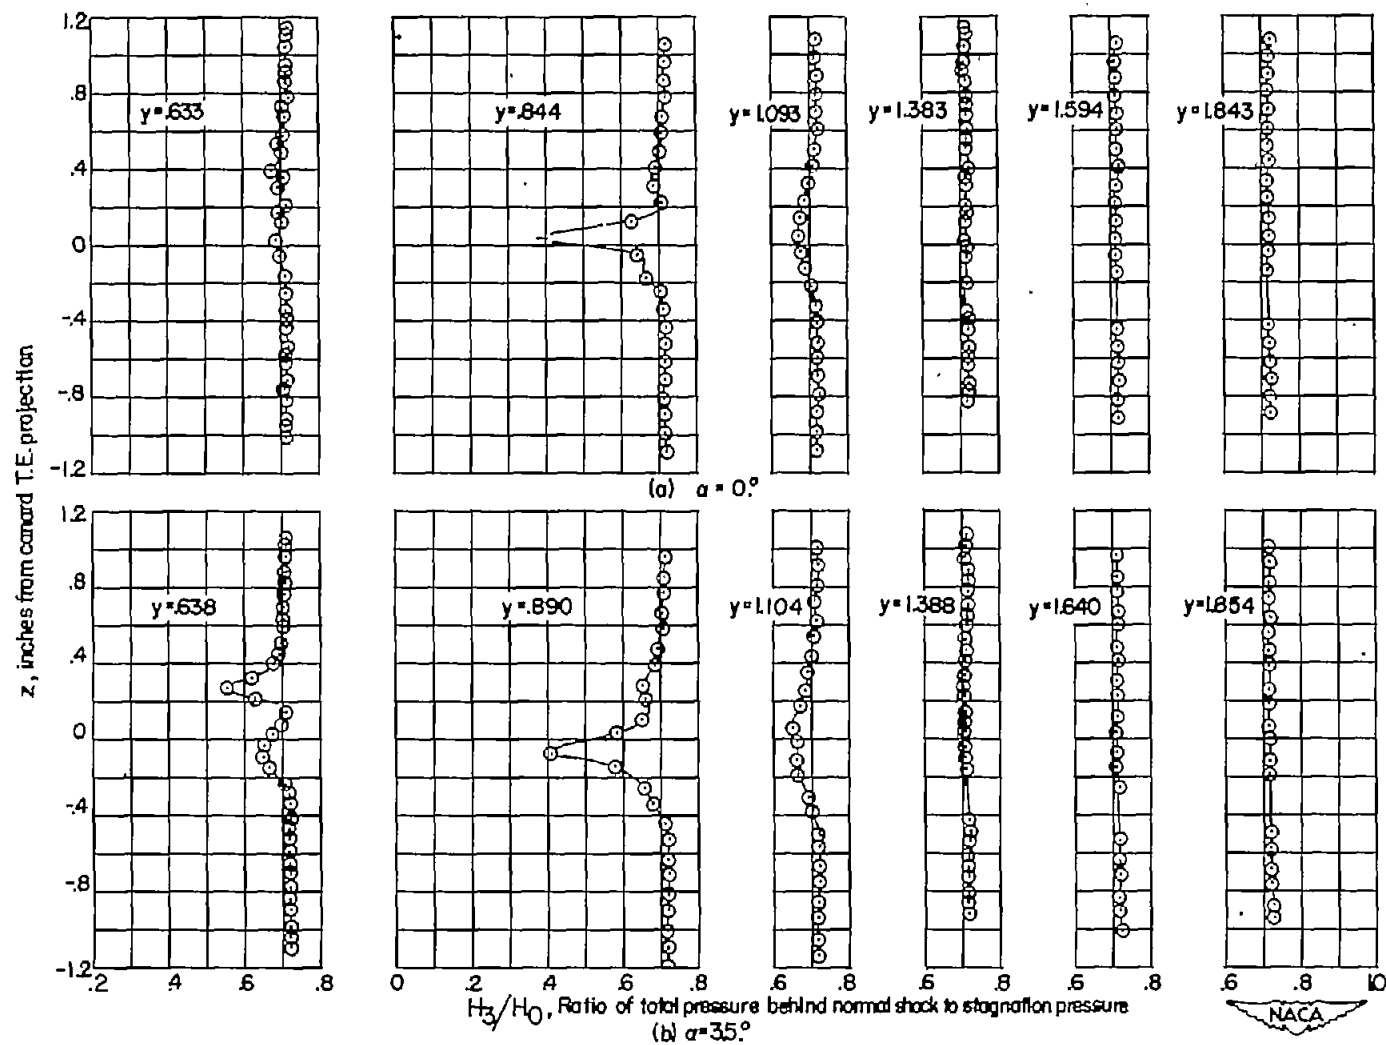 1.2
.8
.4
0
-.4
-.8
-1.2
y=.633
y=.844
y=1.093
y=1.383
y=1.594
y=1.843
(a) α = 0.°
z, inches from canard T.E. projection
1.2
.8
.4
0
-.4
-.8
-1.2
y=.638
y=.890
y=1.104
y=1.388
y=1.640
y=1.854
.2 .4 .6 .8
0 .2 .4 .6 .8
.6 .8
.6 .8
.6 .8
.6 .8 1.0
H3/H0, Ratio of total pressure behind normal shock to stagnation pressure
(b) α=3.5.°
NACA